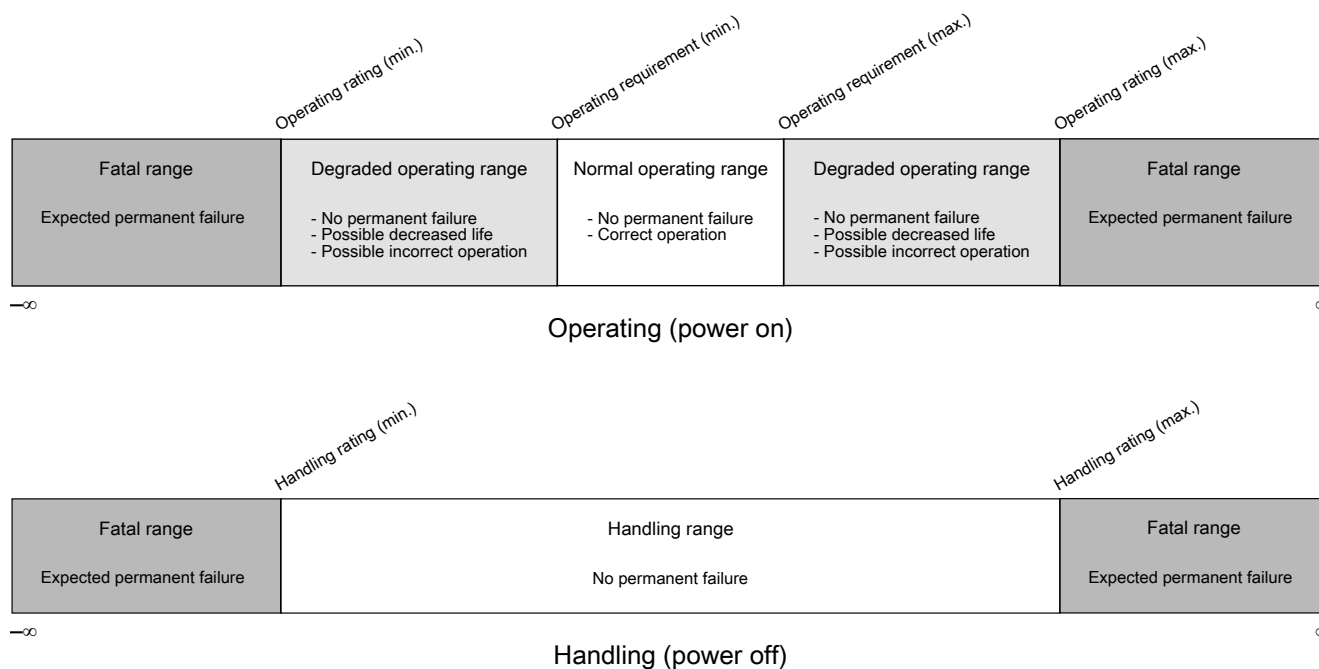 Operating rating (min.)
Operating requirement (min.)
Operating requirement (max.)
Operating rating (max.)
Fatal range
Degraded operating range
Normal operating range
Degraded operating range
Fatal range
Expected permanent failure
- No permanent failure
- Possible decreased life
- Possible incorrect operation
- No permanent failure
- Correct operation
- No permanent failure
- Possible decreased life
- Possible incorrect operation
Expected permanent failure
–∞
Operating (power on)
Handling rating (min.)
Handling rating (max.)
Fatal range
Handling range
Fatal range
Expected permanent failure
No permanent failure
Expected permanent failure
–∞
Handling (power off)